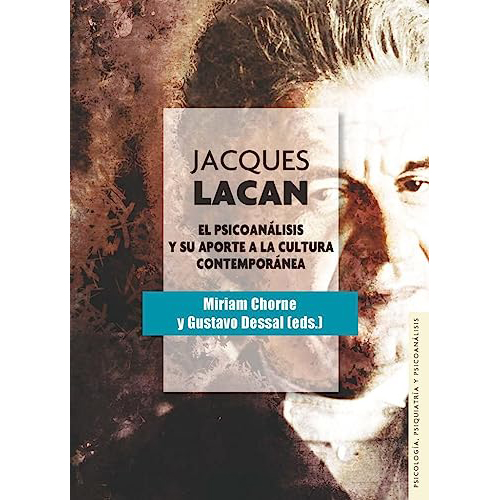 JACQUES
LACAN
EL PSICOANÁLISIS
Y SU APORTE A LA CULTURA
CONTEMPORÁNEA
Miriam Chorne
y Gustavo Dessal (eds.)
PSICOLOGÍA, PSIQUIATRÍA Y PSICOANÁLISIS